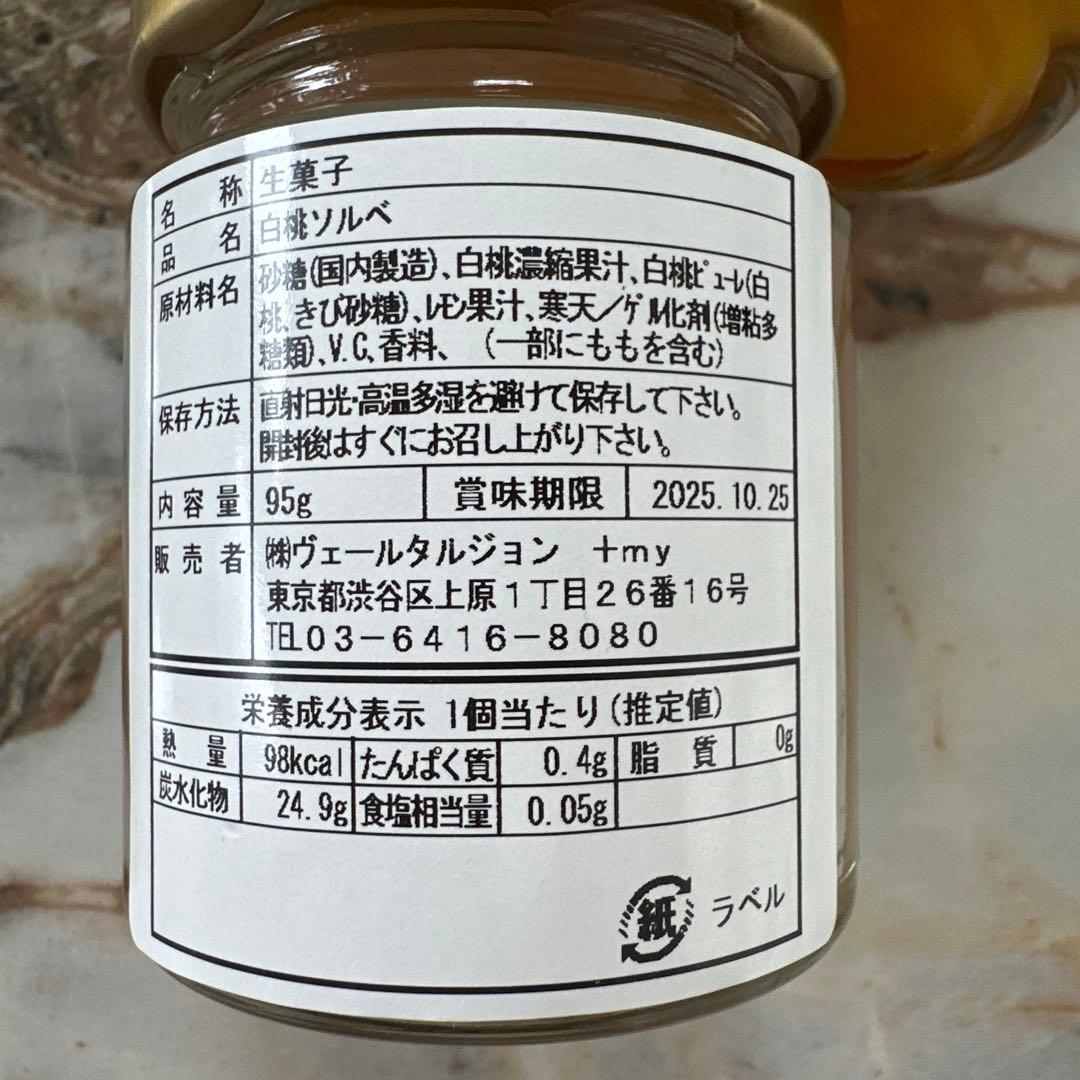 名称 生菓子
品名 白桃ソルベ
原材料名 砂糖(国内製造)、白桃濃縮果汁、白桃ピューレ(白
桃、きび砂糖)、レモン果汁、寒天/ゲル化剤(増粘多
糖類)、V.C、香料、 (一部にももを含む)
保存方法 直射日光・高温多湿を避けて保存して下さい。
開封後はすぐにお召し上がり下さい。
内容量 95g 賞味期限 2025.10.25
販売者 ㈱ヴェールタルジョン +my
東京都渋谷区上原1丁目26番16号
TEL03-6416-8080
栄養成分表示 1個当たり(推定値)
熱量 98kcal たんぱく質 0.4g 脂質 0g
炭水化物 24.9g 食塩相当量 0.05g
紙 ラベル